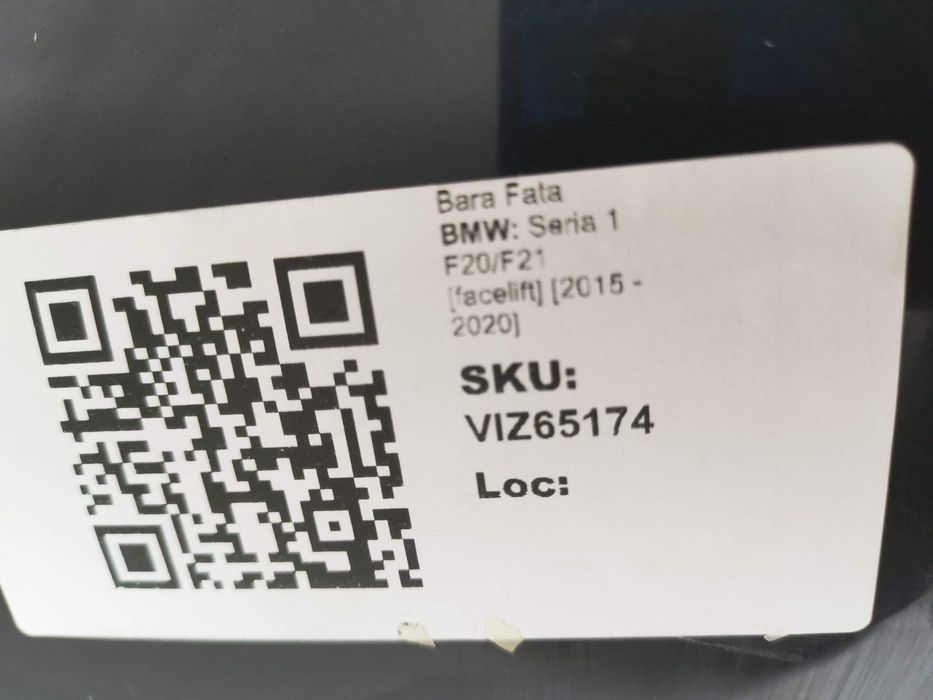 Bara Fata
BMW: Seria 1
F20/F21
[facelift] [2015 -
2020]
SKU:
VIZ65174
Loc: